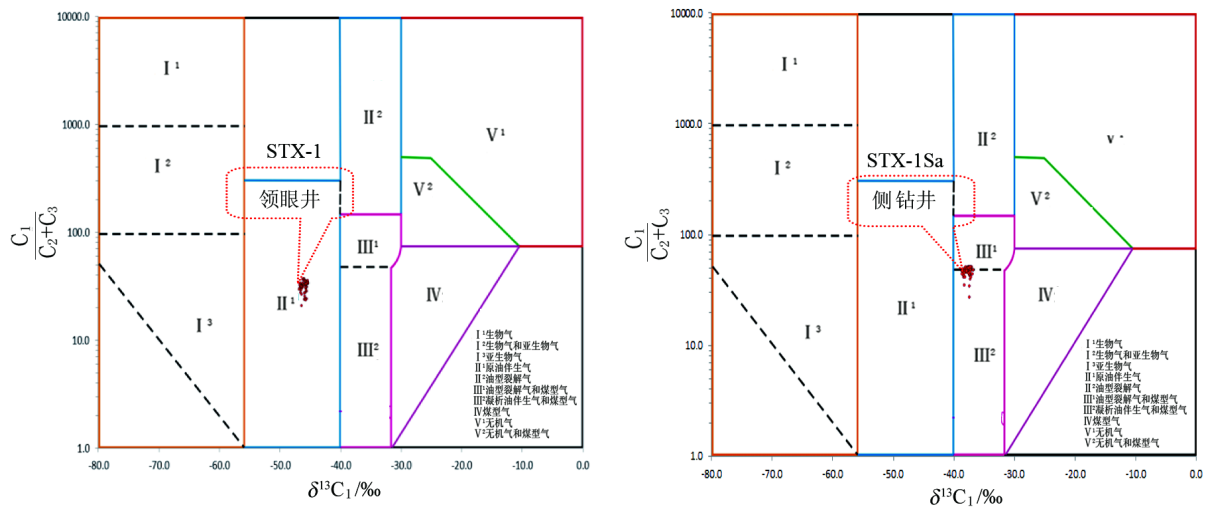 10000.0
1000.0
100.0
10.0
1.0
C₁
C₂+C₃
-80.0 -70.0 -60.0 -50.0 -40.0 -30.0 -20.0 -10.0 0.0
δ¹³C₁/‰
Ⅰ¹
Ⅰ²
Ⅰ³
STX-1
领眼井
Ⅱ¹
Ⅱ²
Ⅲ¹
Ⅲ²
Ⅳ
Ⅴ¹
Ⅴ²
Ⅰ¹生物气
Ⅰ²生物气和亚生物气
Ⅰ³亚生物气
Ⅱ¹原油伴生气
Ⅱ²油型裂解气
Ⅲ¹油型裂解气和煤型气
Ⅲ²凝析油伴生气和煤型气
Ⅳ煤型气
Ⅴ¹无机气
Ⅴ²无机气和煤型气
10000.0
1000.0
100.0
10.0
1.0
C₁
C₂+C₃
-80.0 -70.0 -60.0 -50.0 -40.0 -30.0 -20.0 -10.0 0.0
δ¹³C₁/‰
Ⅰ¹
Ⅰ²
Ⅰ³
STX-1Sa
侧钻井
Ⅱ¹
Ⅱ²
Ⅲ¹
Ⅲ²
Ⅳ
Ⅴ²
Ⅰ¹生物气
Ⅰ²生物气和亚生物气
Ⅰ³亚生物气
Ⅱ¹原油伴生气
Ⅱ²油型裂解气
Ⅲ¹油型裂解气和煤型气
Ⅲ²凝析油伴生气和煤型气
Ⅳ煤型气
Ⅴ¹无机气
Ⅴ²无机气和煤型气